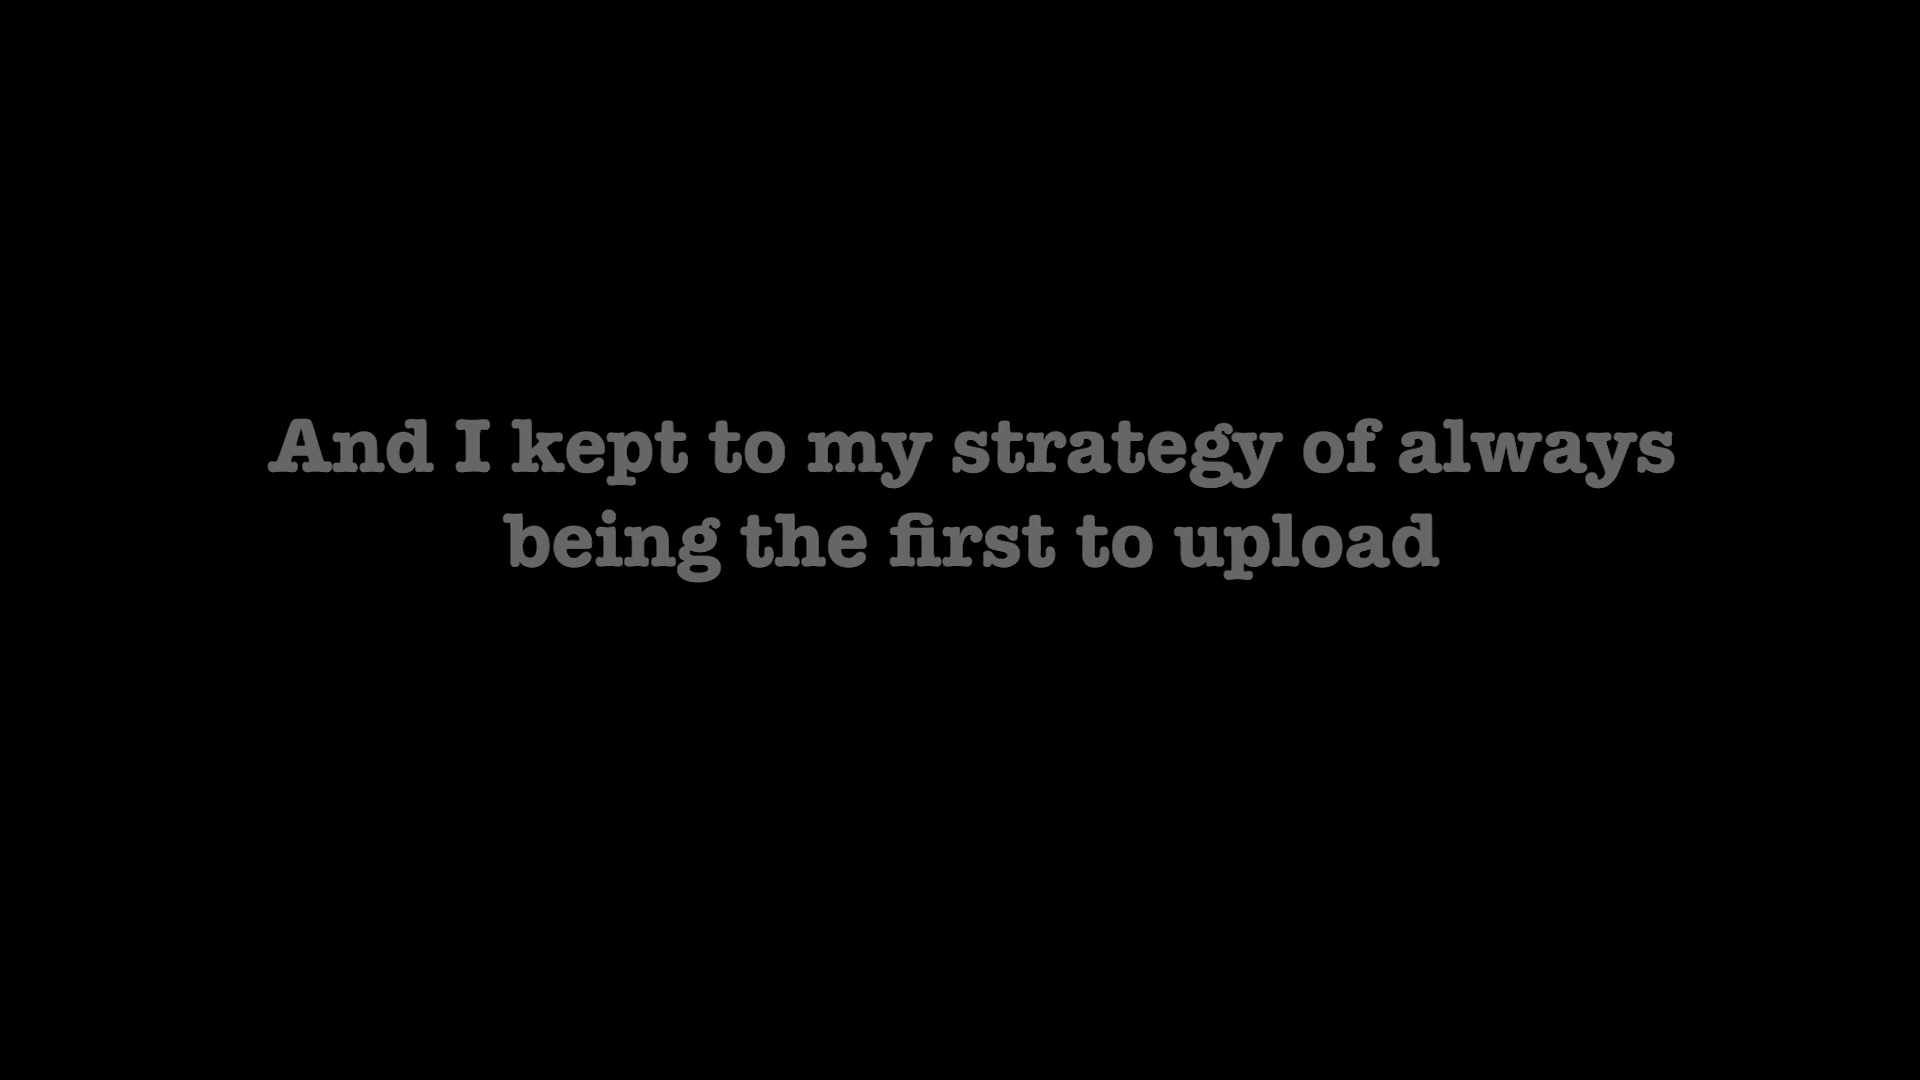 And I kept to my strategy of always
being the first to upload